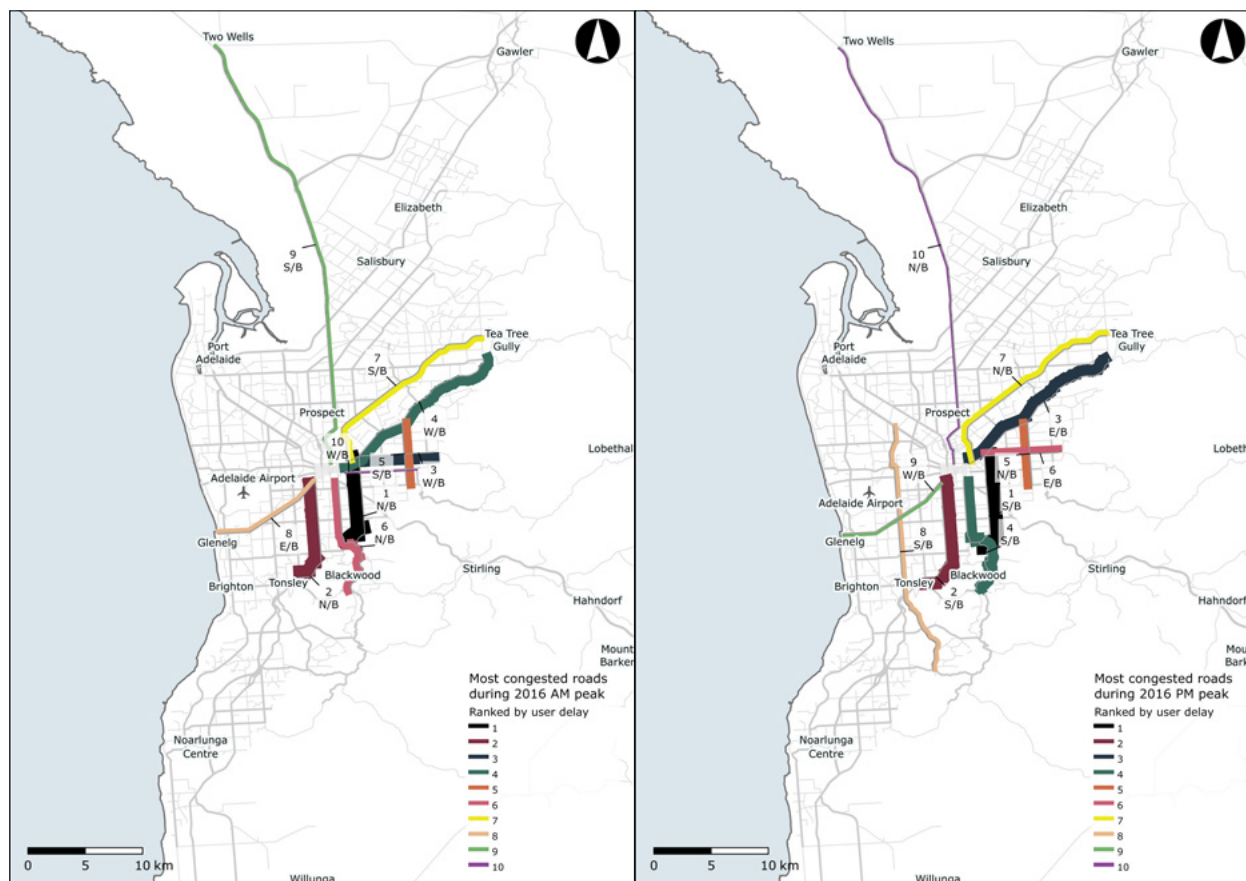 Two Wells
Gawler
Elizabeth
9
S/B
Salisbury
Port
Adelaide
Tea Tree
Gully
7
S/B
Prospect
4
W/B
10
W/B
Lobethal
5
S/B
3
W/B
Adelaide Airport
1
N/B
6
N/B
8
E/B
Glenelg
Stirling
Brighton
Tonsley
Blackwood
2
N/B
Hahndorf
Mount
Barker
Most congested roads
during 2016 AM peak
Ranked by user delay
1
2
3
4
5
6
7
8
9
10
Noarlunga
Centre
0 5 10 km
Willunga
Two Wells
Gawler
Elizabeth
10
N/B
Salisbury
Port
Adelaide
Tea Tree
Gully
7
N/B
Prospect
3
E/B
Lobethal
9
W/B
5
N/B
6
E/B
Adelaide Airport
1
S/B
4
S/B
8
S/B
Glenelg
Stirling
Brighton
Tonsley
Blackwood
2
S/B
Hahndorf
Mount
Barker
Most congested roads
during 2016 PM peak
Ranked by user delay
1
2
3
4
5
6
7
8
9
10
Noarlunga
Centre
0 5 10 km
Willunga